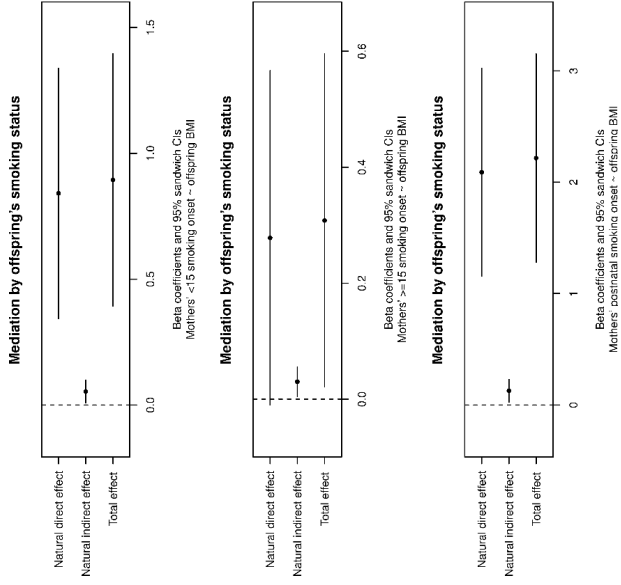 Mediation by offspring's smoking status
Natural direct effect
Natural indirect effect
Total effect
0.0
0.5
1.0
1.5
Beta coefficients and 95% sandwich CIs
Mothers' <15 smoking onset ~ offspring BMI
Mediation by offspring's smoking status
Natural direct effect
Natural indirect effect
Total effect
0.0
0.2
0.4
0.6
Beta coefficients and 95% sandwich CIs
Mothers' >=15 smoking onset ~ offspring BMI
Mediation by offspring's smoking status
Natural direct effect
Natural indirect effect
Total effect
0
1
2
3
Beta coefficients and 95% sandwich CIs
Mothers' postnatal smoking onset ~ offspring BMI